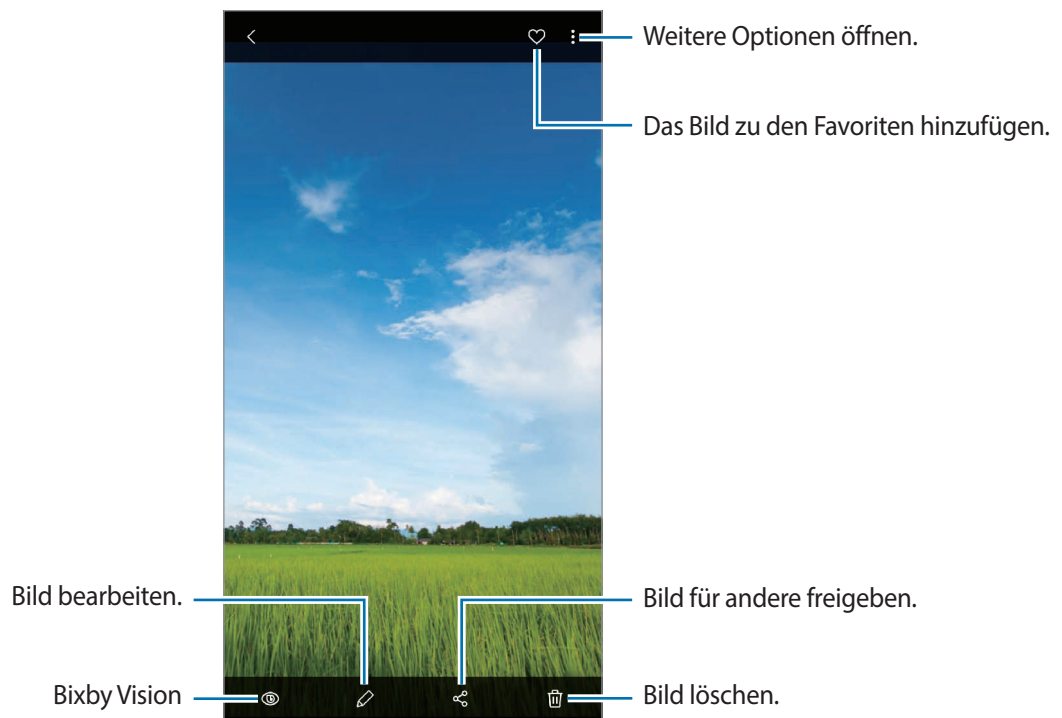 Weitere Optionen öffnen.
Das Bild zu den Favoriten hinzufügen.
Bild bearbeiten.
Bild für andere freigeben.
Bixby Vision
Bild löschen.